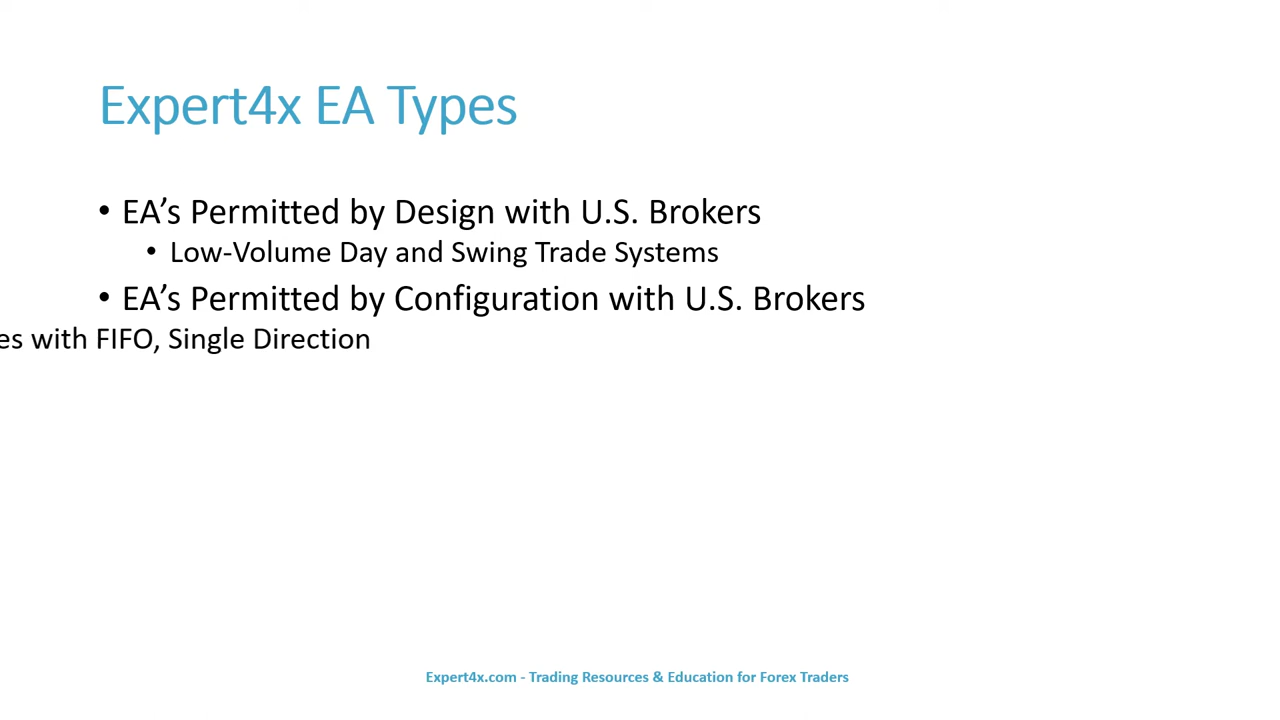 Expert4x EA Types
• EA’s Permitted by Design with U.S. Brokers
• Low-Volume Day and Swing Trade Systems
• EA’s Permitted by Configuration with U.S. Brokers
es with FIFO, Single Direction
Expert4x.com - Trading Resources & Education for Forex Traders